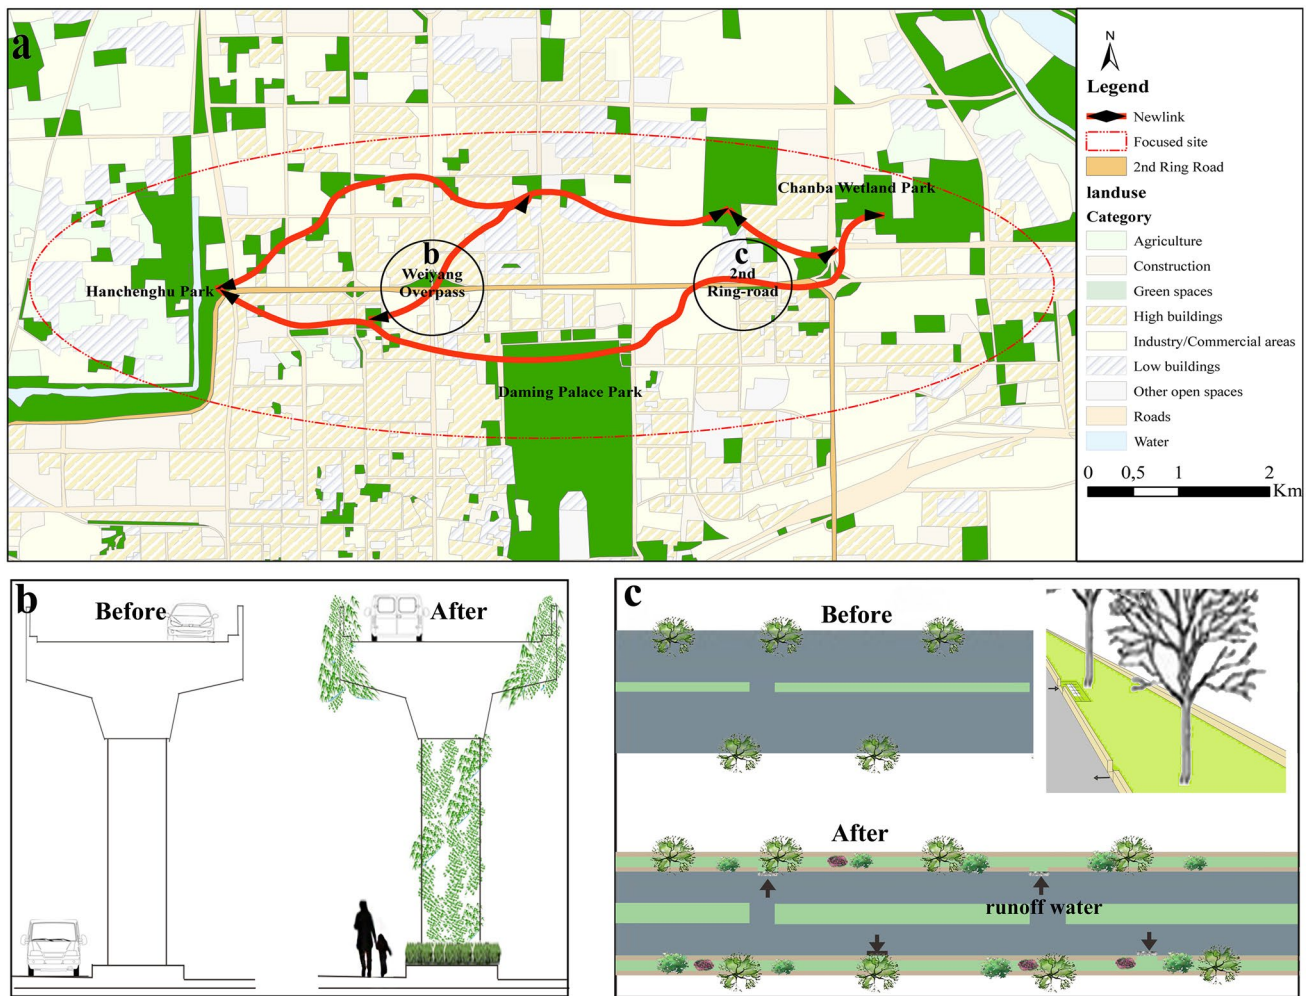 a
Chanba Wetland Park
b
Weiyang
Overpass
c
2nd
Ring-road
Hanchenghu Park
Daming Palace Park
N
Legend
Newlink
Focused site
2nd Ring Road
landuse
Category
Agriculture
Construction
Green spaces
High buildings
Industry/Commercial areas
Low buildings
Other open spaces
Roads
Water
0 0,5 1 2
Km
b
Before
After
c
Before
After
runoff water